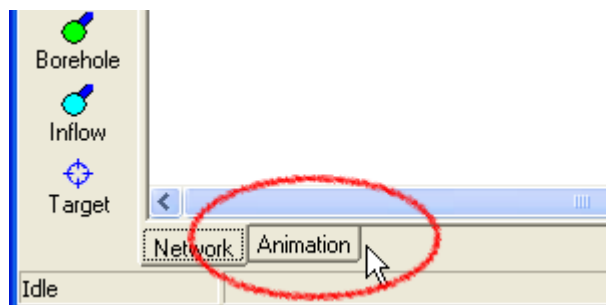 Borehole
Inflow
Target
Network Animation
Idle